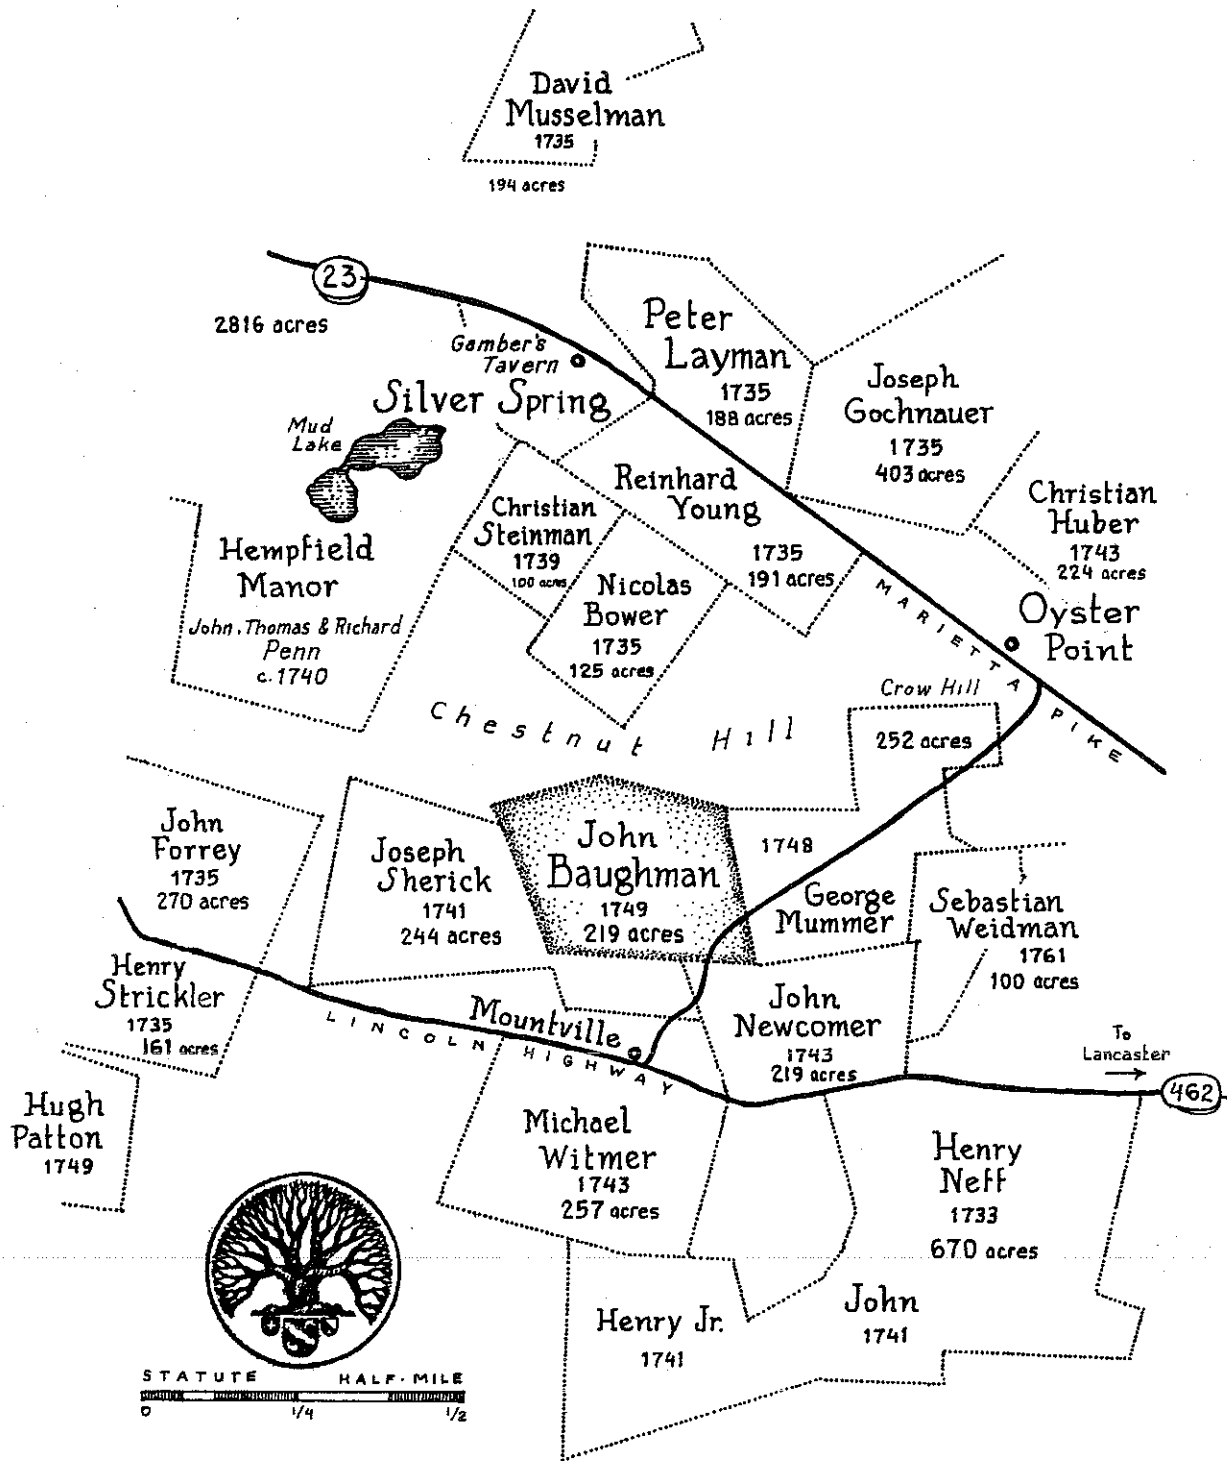 David
Musselman
1735
194 acres
23
2816 acres
Gamber's
Tavern
Silver Spring
Mud
Lake
Peter
Layman
1735
188 acres
Joseph
Gochnauer
1735
403 acres
Reinhard
Young
1735
191 acres
Christian
Steinman
1739
100 acres
Christian
Huber
1743
224 acres
Hempfield
Manor
John, Thomas & Richard
Penn
c. 1740
Nicolas
Bower
1735
125 acres
Oyster
Point
MARIETTA PIKE
Crow Hill
Chestnut Hill
252 acres
John
Forrey
1735
270 acres
Joseph
Sherick
1741
244 acres
John
Baughman
1749
219 acres
1748
George
Mummer
Sebastian
Weidman
1761
100 acres
Henry
Strickler
1735
161 acres
Mountville
LINCOLN HIGHWAY
John
Newcomer
1743
219 acres
To
Lancaster
462
Hugh
Patton
1749
Michael
Witmer
1743
257 acres
Henry
Neff
1733
670 acres
Henry Jr.
1741
John
1741
STATUTE HALF-MILE
0 1/4 1/2